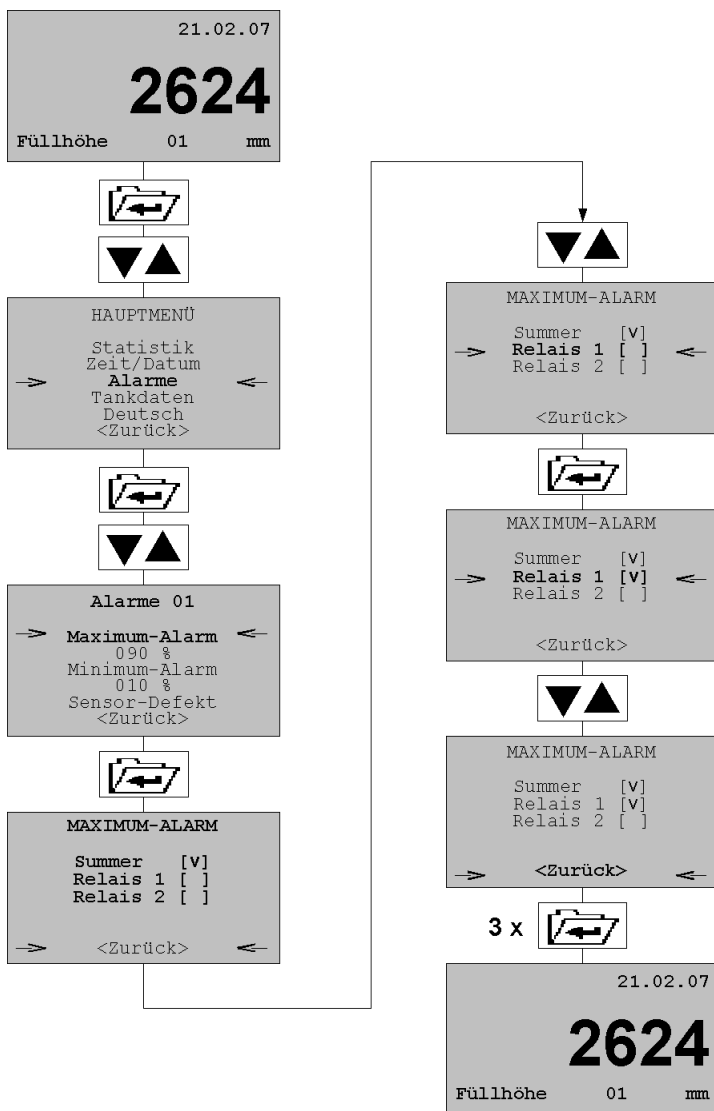 21.02.07
2624
Füllhöhe 01 mm
HAUPTMENÜ
Statistik
Zeit/Datum
Alarme
Tankdaten
Deutsch
<Zurück>
Alarme 01
Maximum-Alarm
090 %
Minimum-Alarm
010 %
Sensor-Defekt
<Zurück>
MAXIMUM-ALARM
Summer [V]
Relais 1 [ ]
Relais 2 [ ]
<Zurück>
MAXIMUM-ALARM
Summer [V]
Relais 1 [ ]
Relais 2 [ ]
<Zurück>
MAXIMUM-ALARM
Summer [V]
Relais 1 [V]
Relais 2 [ ]
<Zurück>
MAXIMUM-ALARM
Summer [V]
Relais 1 [V]
Relais 2 [ ]
<Zurück>
3 x
21.02.07
2624
Füllhöhe 01 mm